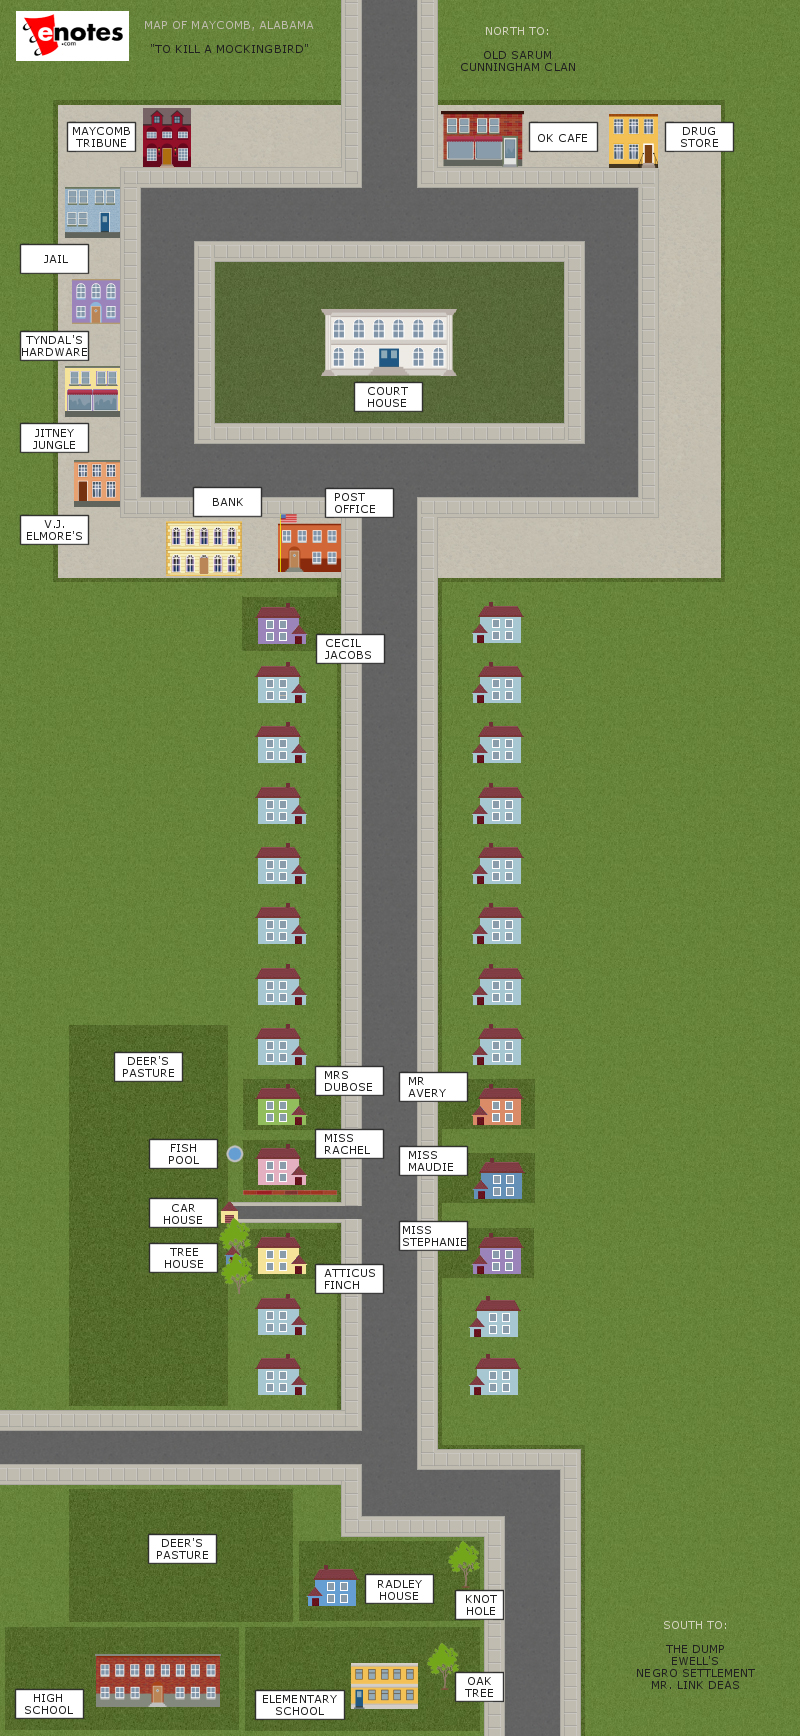 enotes
.com
MAP OF MAYCOMB, ALABAMA
"TO KILL A MOCKINGBIRD"
NORTH TO:
OLD SARUM
CUNNINGHAM CLAN
MAYCOMB
TRIBUNE
OK CAFE
DRUG
STORE
JAIL
TYNDAL'S
HARDWARE
COURT
HOUSE
JITNEY
JUNGLE
BANK
POST
OFFICE
V.J.
ELMORE'S
CECIL
JACOBS
DEER'S
PASTURE
MRS
DUBOSE
MR
AVERY
FISH
POOL
MISS
RACHEL
MISS
MAUDIE
CAR
HOUSE
TREE
HOUSE
MISS
STEPHANIE
ATTICUS
FINCH
DEER'S
PASTURE
RADLEY
HOUSE
KNOT
HOLE
SOUTH TO:
THE DUMP
EWELL'S
NEGRO SETTLEMENT
MR. LINK DEAS
HIGH
SCHOOL
ELEMENTARY
SCHOOL
OAK
TREE